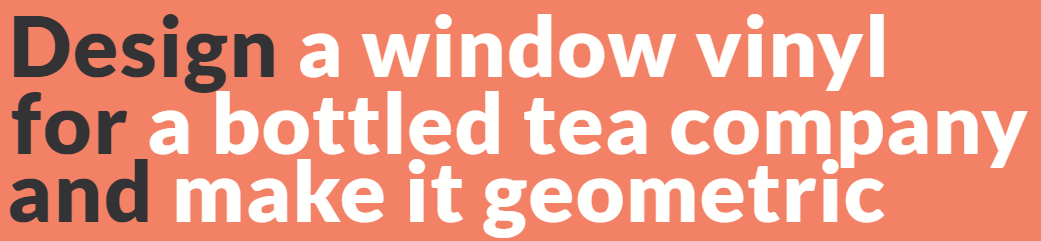 Design a window vinyl
for a bottled tea company
and make it geometric